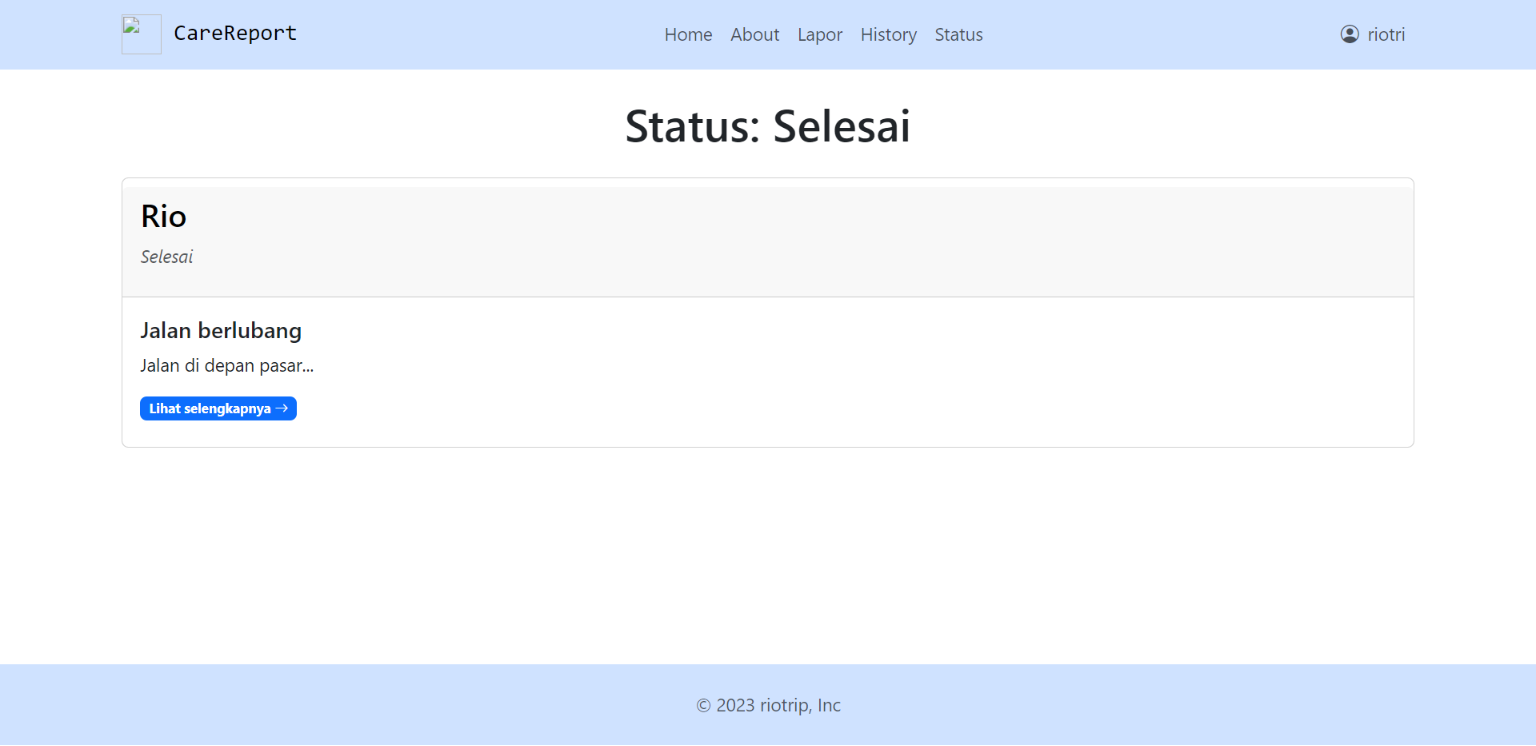 CareReport
Home About Lapor History Status
riotri
Status: Selesai
Rio
Selesai
Jalan berlubang
Jalan di depan pasar...
Lihat selengkapnya →
© 2023 riotrip, Inc